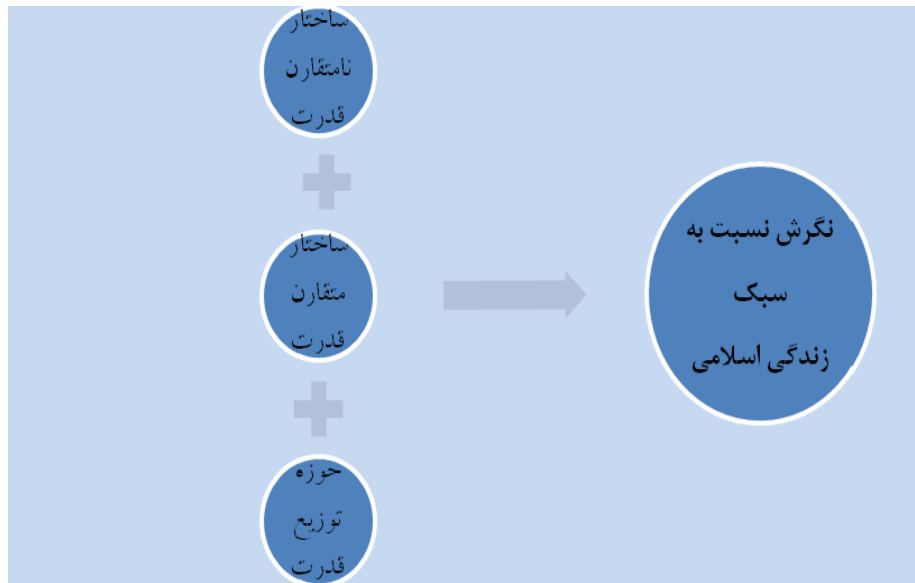 ساختار
نامتقارن
قدرت
ساختار
متقارن
قدرت
حوزه
توزیع
قدرت
نگرش نسبت به
سبک
زندگی اسلامی